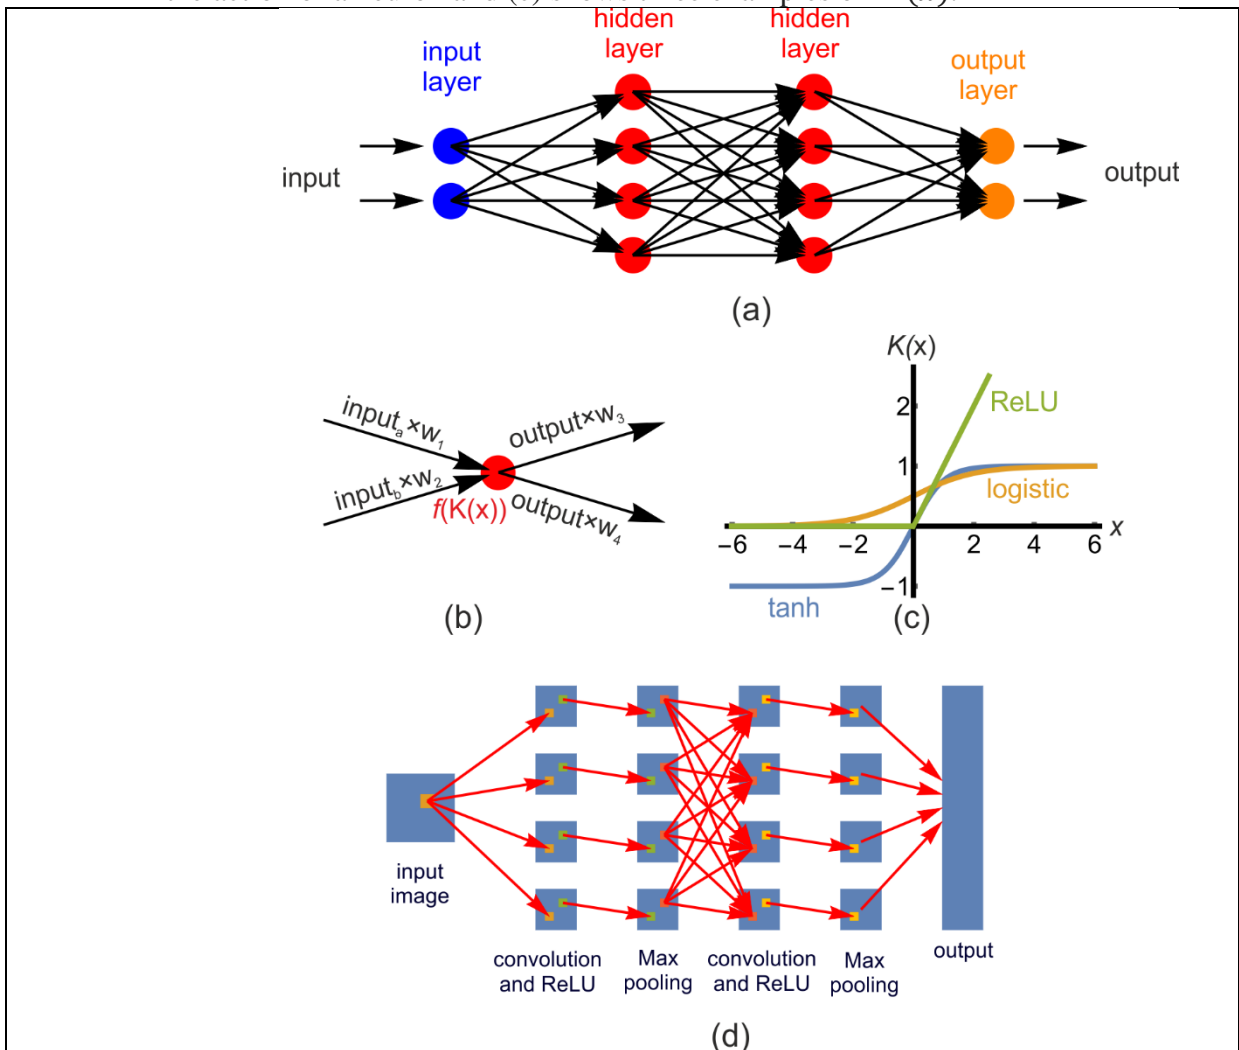 hidden layer
hidden layer
input layer
output layer
input
output
(a)
K(x)
input_a×w_1
output×w_3
input_b×w_2
f(K(x))
output×w_4
(b)
2
ReLU
1
logistic
−6 −4 −2 2 4 6 x
−1
tanh
(c)
input image
convolution and ReLU
Max pooling
convolution and ReLU
Max pooling
output
(d)